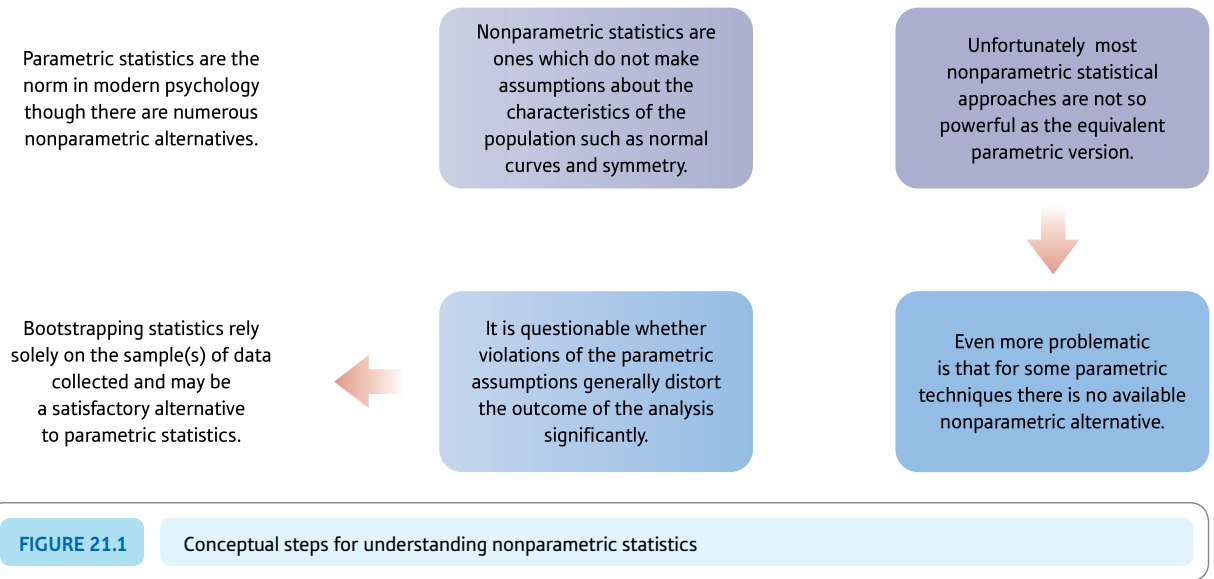 Parametric statistics are the
norm in modern psychology
though there are numerous
nonparametric alternatives.
Nonparametric statistics are
ones which do not make
assumptions about the
characteristics of the
population such as normal
curves and symmetry.
Unfortunately most
nonparametric statistical
approaches are not so
powerful as the equivalent
parametric version.
Even more problematic
is that for some parametric
techniques there is no available
nonparametric alternative.
It is questionable whether
violations of the parametric
assumptions generally distort
the outcome of the analysis
significantly.
Bootstrapping statistics rely
solely on the sample(s) of data
collected and may be
a satisfactory alternative
to parametric statistics.
FIGURE 21.1 Conceptual steps for understanding nonparametric statistics